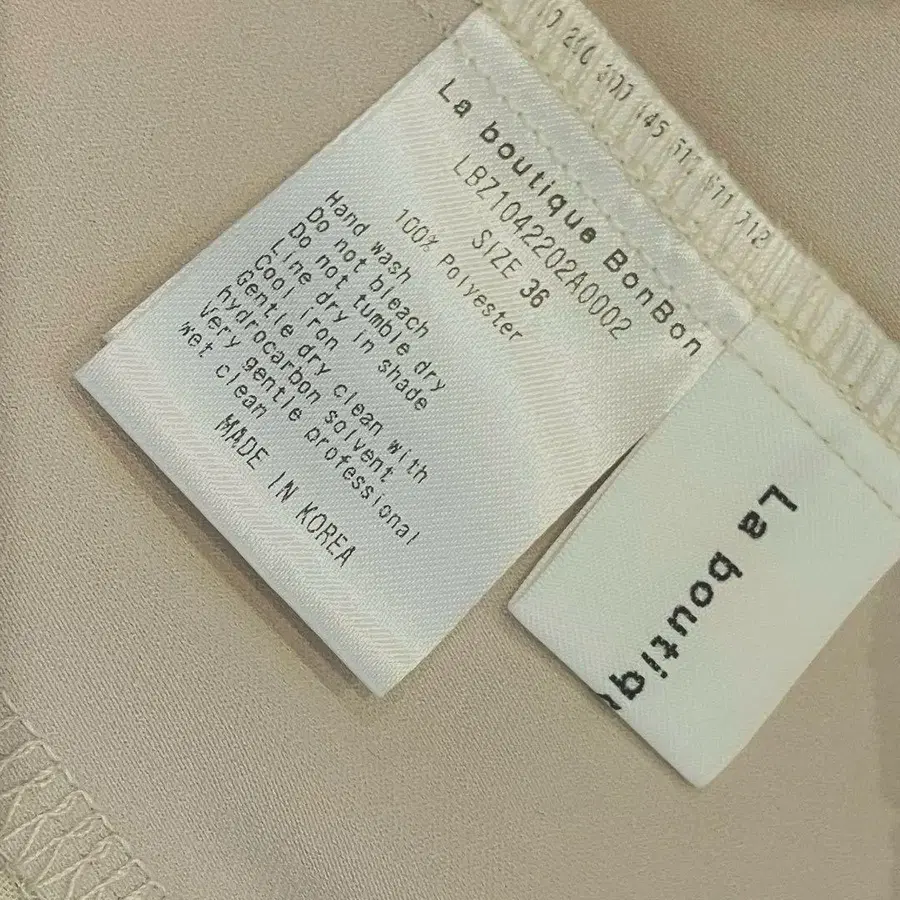 La boutique BonBon
LBZ1042202A0002
SIZE 36
100% Polyester
Hand wash
Do not bleach
Do not tumble dry
Line dry in shade
Cool iron
Gentle dry clean with
hydrocarbon solvent
Very gentle professional
wet clean
MADE IN KOREA
La boutiq